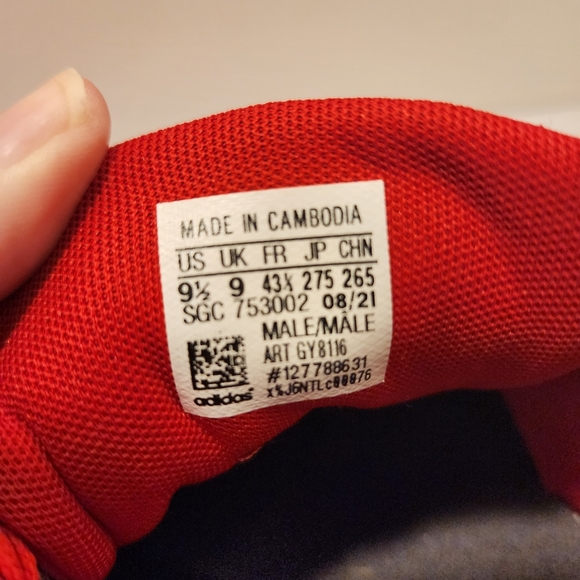 MADE IN CAMBODIA
US UK FR JP CHN
9½ 9 43⅓ 275 265
SGC 753002 08/21
MALE/MÂLE
ART GY8116
#127788631
adidas